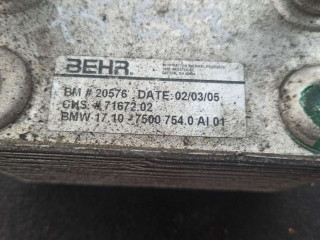 BEHR
BM # 20576 DATE: 02/03/05
CHS. # 71672.02
BMW 17.10 - 7500 754.0 AI 01